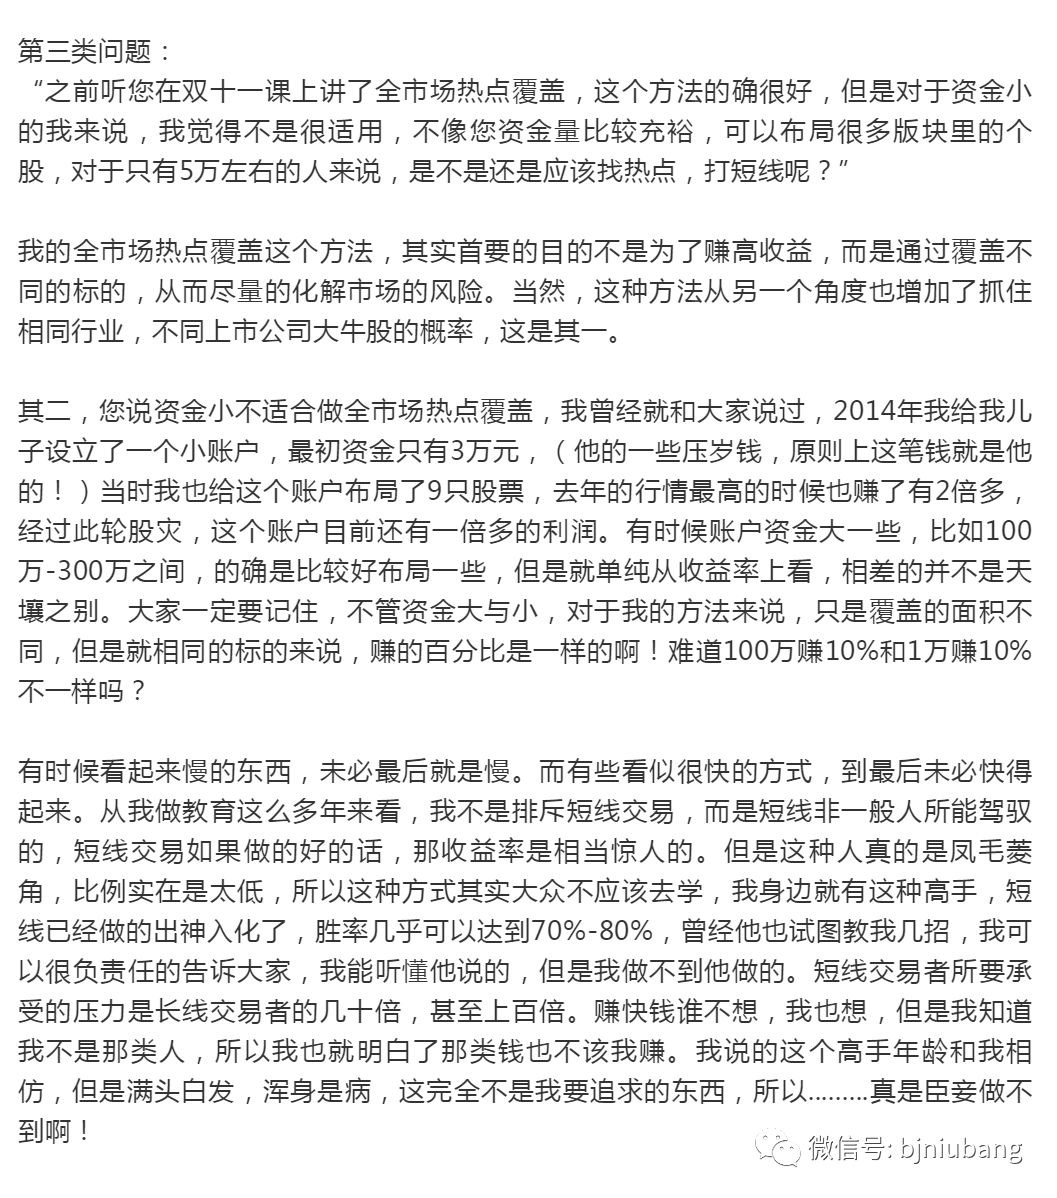 第三类问题：
“之前听您在双十一课上讲了全市场热点覆盖，这个方法的确很好，但是对于资金小
的我来说，我觉得不是很适用，不像您资金量比较充裕，可以布局很多版块里的个
股，对于只有5万左右的人来说，是不是还是应该找热点，打短线呢？”
我的全市场热点覆盖这个方法，其实首要的目的不是为了赚高收益，而是通过覆盖不
同的标的，从而尽量的化解市场的风险。当然，这种方法从另一个角度也增加了抓住
相同行业，不同上市公司大牛股的概率，这是其一。
其二，您说资金小不适合做全市场热点覆盖，我曾经就和大家说过，2014年我给我儿
子设立了一个小账户，最初资金只有3万元，（他的一些压岁钱，原则上这笔钱就是他
的！）当时我也给这个账户布局了9只股票，去年的行情最高的时候也赚了有2倍多，
经过此轮股灾，这个账户目前还有一倍多的利润。有时候账户资金大一些，比如100
万-300万之间，的确是比较好布局一些，但是就单纯从收益率上看，相差的并不是天
壤之别。大家一定要记住，不管资金大与小，对于我的方法来说，只是覆盖的面积不
同，但是就相同的标的来说，赚的百分比是一样的啊！难道100万赚10%和1万赚10%
不一样吗？
有时候看起来慢的东西，未必最后就是慢。而有些看似很快的方式，到最后未必快得
起来。从我做教育这么多年来看，我不是排斥短线交易，而是短线非一般人所能驾驭
的，短线交易如果做的好的话，那收益率是相当惊人的。但是这种人真的是凤毛菱
角，比例实在是太低，所以这种方式其实大众不应该去学，我身边就有这种高手，短
线已经做的出神入化了，胜率几乎可以达到70%-80%，曾经他也试图教我几招，我可
以很负责任的告诉大家，我能听懂他说的，但是我做不到他做的。短线交易者所要承
受的压力是长线交易者的几十倍，甚至上百倍。赚快钱谁不想，我也想，但是我知道
我不是那类人，所以我也就明白了那类钱也不该我赚。我说的这个高手年龄和我相
仿，但是满头白发，浑身是病，这完全不是我要追求的东西，所以………真是臣妾做不
到啊！
微信号: bjniubang